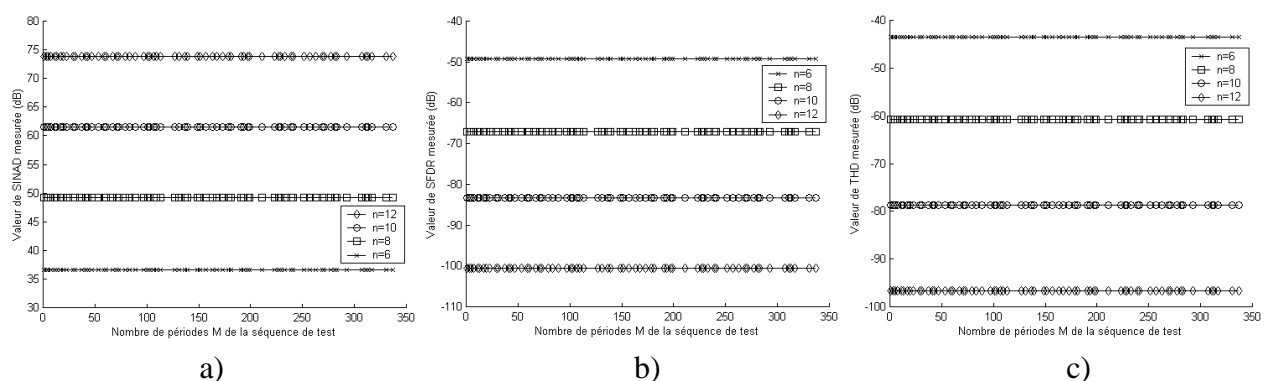 80
75
70
65
60
55
50
45
40
35
30
Valeur de SINAD mesurée (dB)
n=12
n=10
n=8
n=6
0 50 100 150 200 250 300 350
Nombre de périodes M de la séquence de test
a)
-40
-50
-60
-70
-80
-90
-100
-110
Valeur de SFDR mesurée (dB)
n=6
n=8
n=10
n=12
0 50 100 150 200 250 300 350
Nombre de périodes M de la séquence de test
b)
-40
-50
-60
-70
-80
-90
-100
Valeur de THD mesurée (dB)
n=6
n=8
n=10
n=12
0 50 100 150 200 250 300 350
Nombre de périodes M de la séquence de test
c)